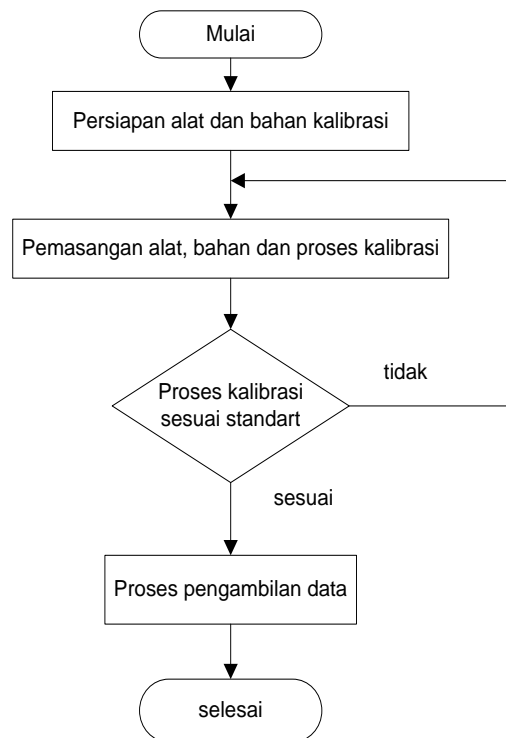 Mulai
Persiapan alat dan bahan kalibrasi
Pemasangan alat, bahan dan proses kalibrasi
Proses kalibrasi
sesuai standart
tidak
sesuai
Proses pengambilan data
selesai